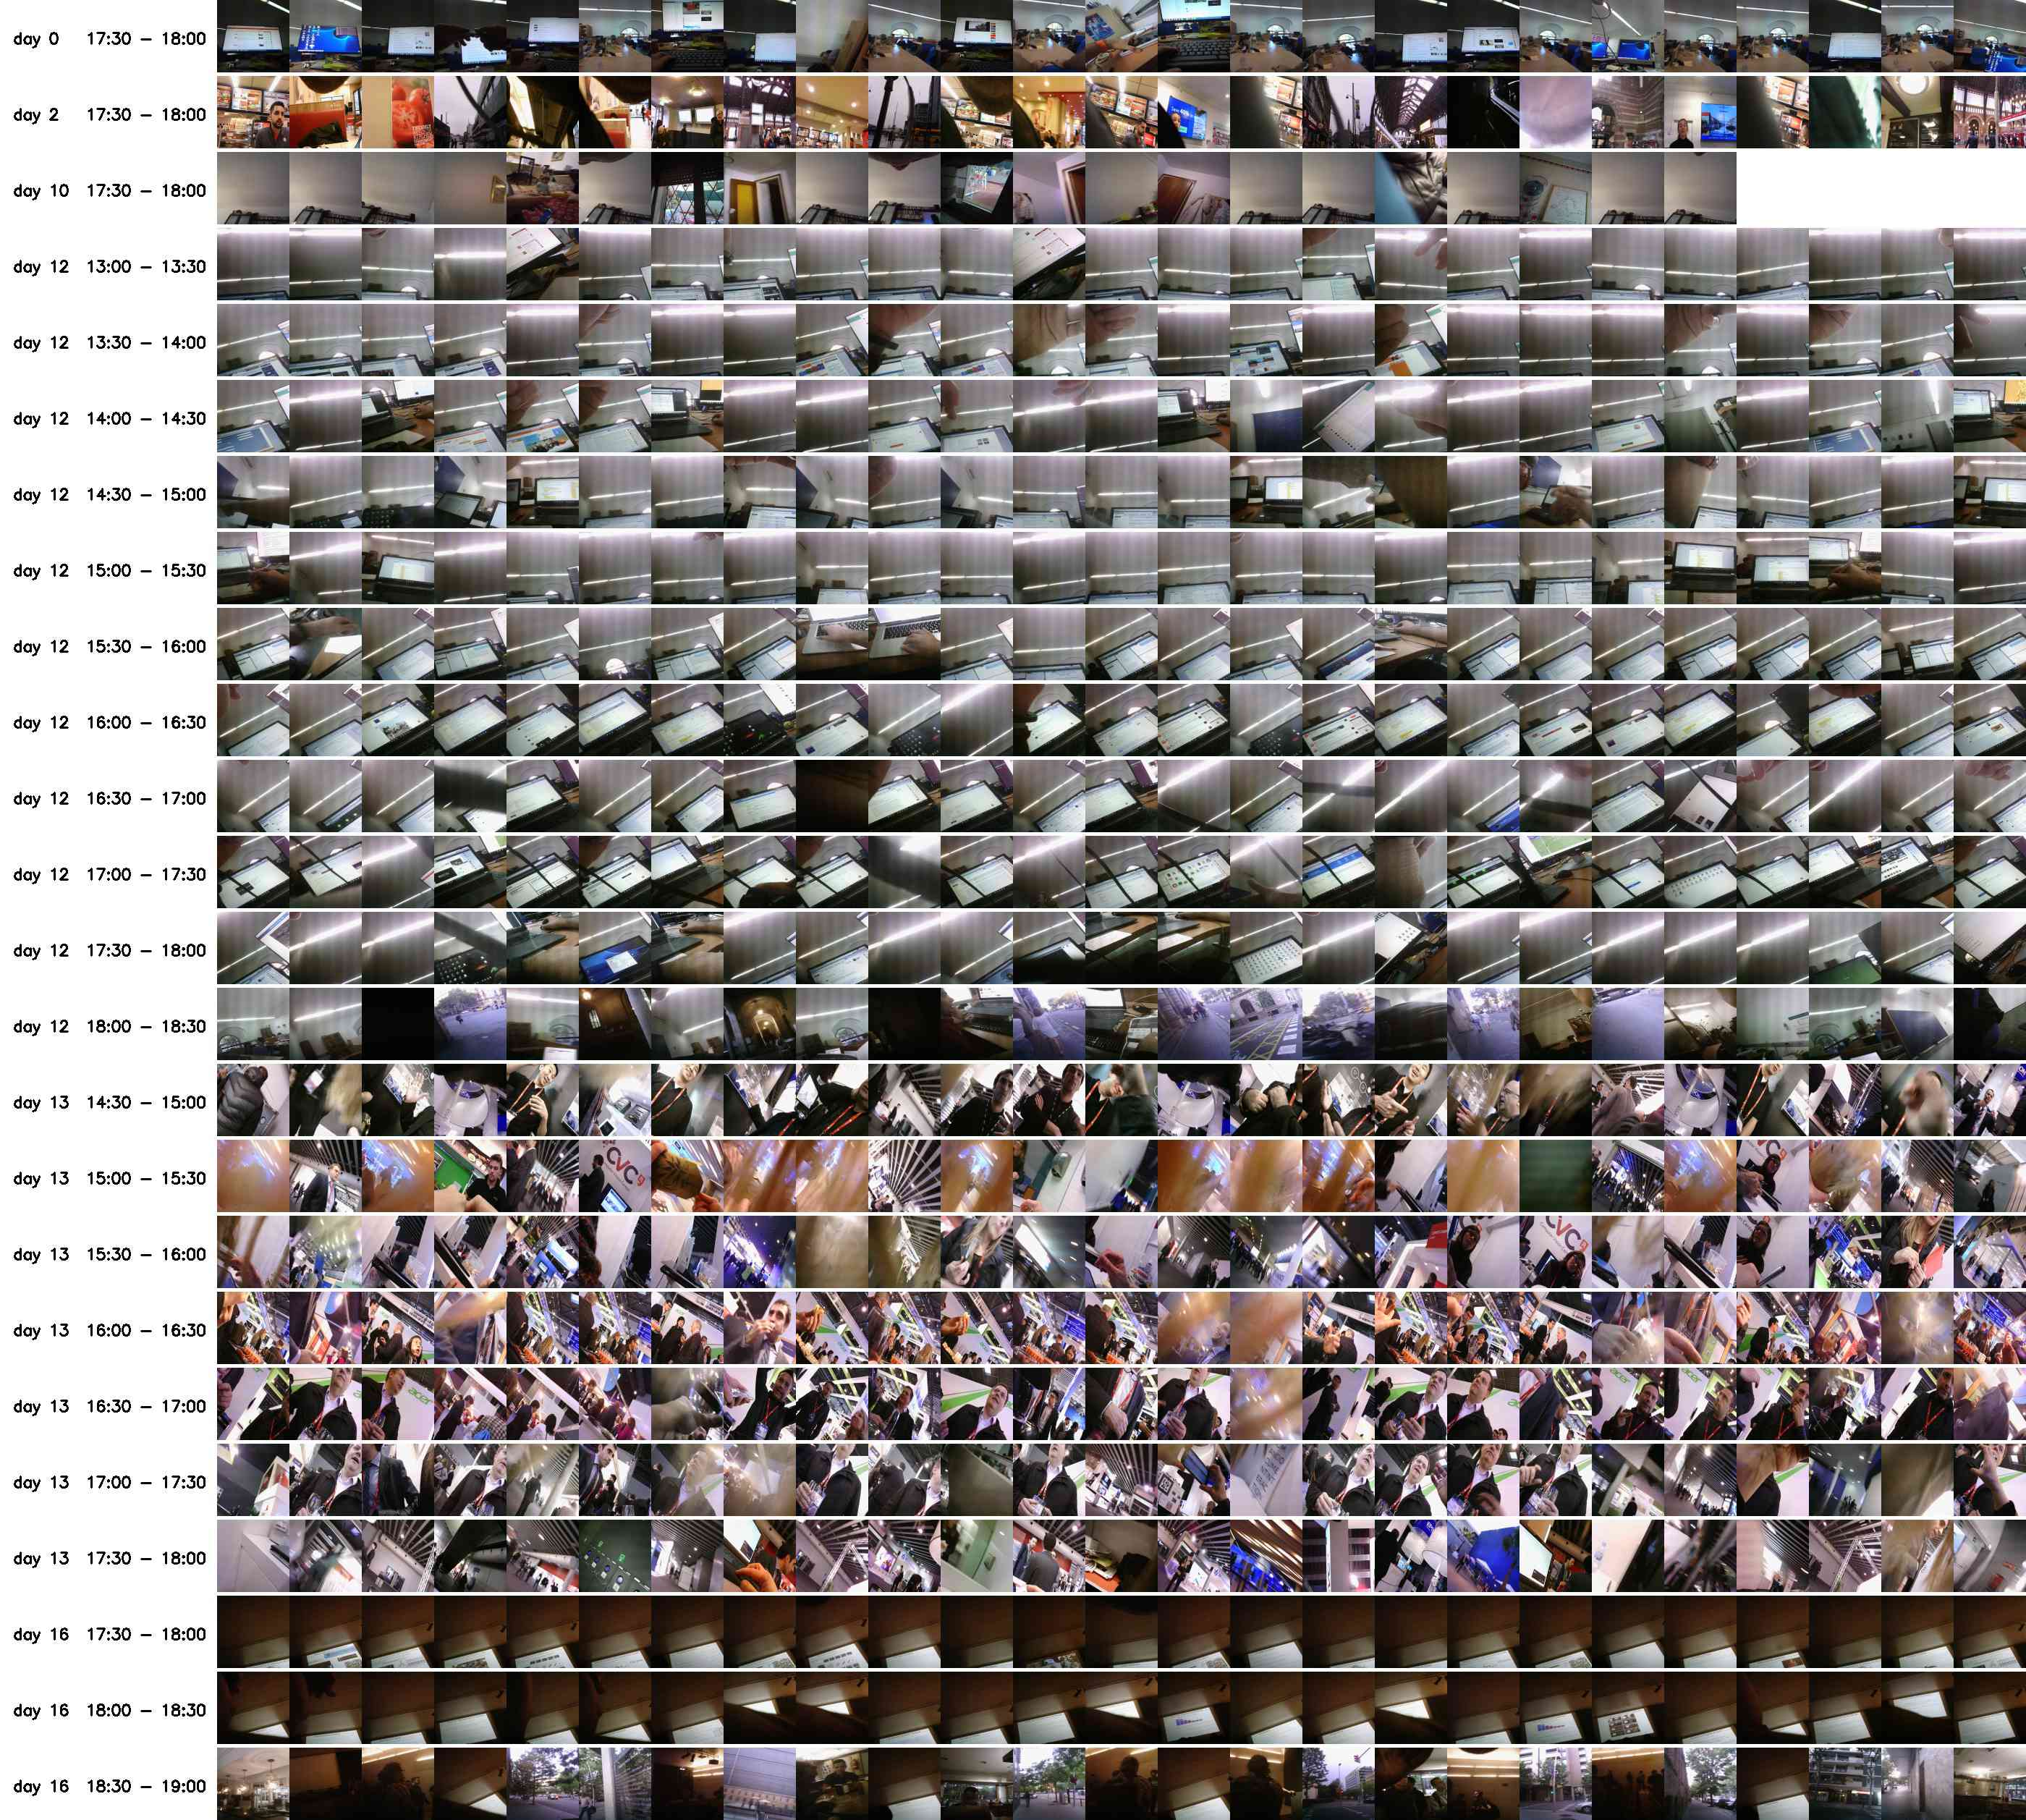 day 0 17:30 – 18:00
day 2 17:30 – 18:00
day 10 17:30 – 18:00
day 12 13:00 – 13:30
day 12 13:30 – 14:00
day 12 14:00 – 14:30
day 12 14:30 – 15:00
day 12 15:00 – 15:30
day 12 15:30 – 16:00
day 12 16:00 – 16:30
day 12 16:30 – 17:00
day 12 17:00 – 17:30
day 12 17:30 – 18:00
day 12 18:00 – 18:30
day 13 14:30 – 15:00
day 13 15:00 – 15:30
CVC
day 13 15:30 – 16:00
CVC
day 13 16:00 – 16:30
day 13 16:30 – 17:00
acer
acer
day 13 17:00 – 17:30
day 13 17:30 – 18:00
day 16 17:30 – 18:00
day 16 18:00 – 18:30
day 16 18:30 – 19:00